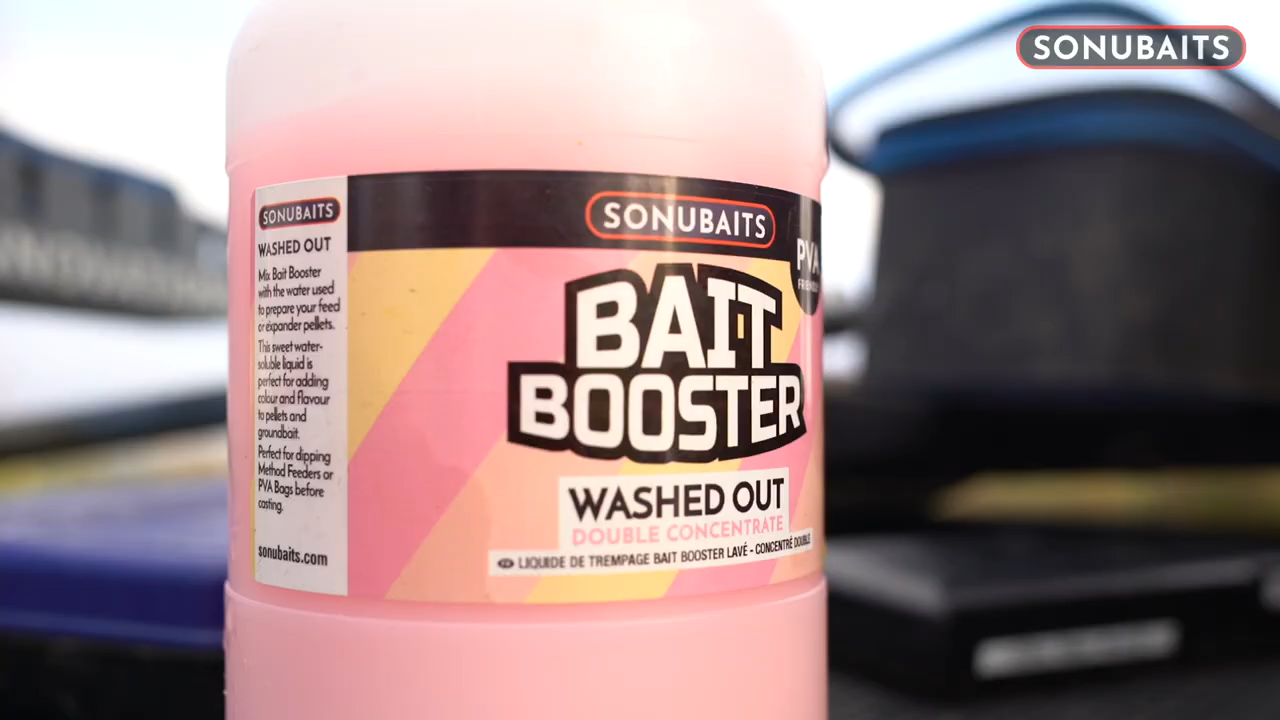 SONUBAITS
SONUBAITS
WASHED OUT
Mix Bait Booster
with the water used
to prepare your feed
or expander pellets.
This sweet water-
soluble liquid is
perfect for adding
colour and flavour
to pellets and
groundbait.
Perfect for dipping
Method Feeders or
PVA Bags before
casting.
sonubaits.com
SONUBAITS
PVA
FRIENDLY
BAIT
BOOSTER
WASHED OUT
DOUBLE CONCENTRATE
FR LIQUIDE DE TREMPAGE BAIT BOOSTER LAVÉ - CONCENTRÉ DOUBLE